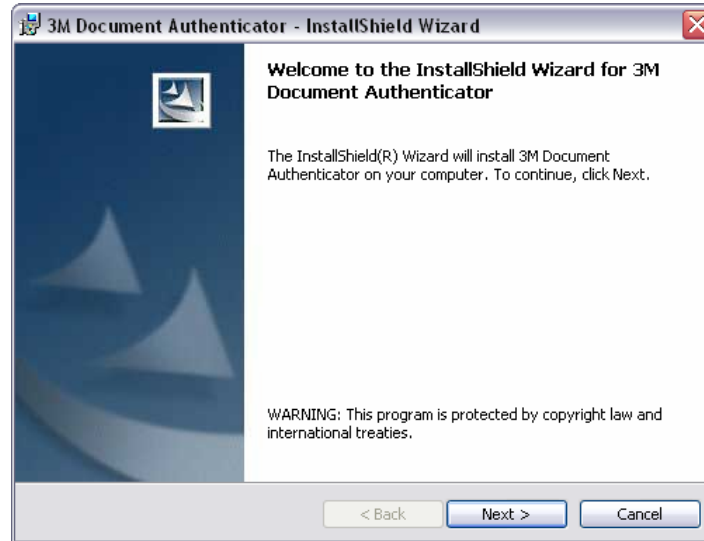 3M Document Authenticator - InstallShield Wizard
Welcome to the InstallShield Wizard for 3M
Document Authenticator
The InstallShield(R) Wizard will install 3M Document
Authenticator on your computer. To continue, click Next.
WARNING: This program is protected by copyright law and
international treaties.
< Back Next > Cancel